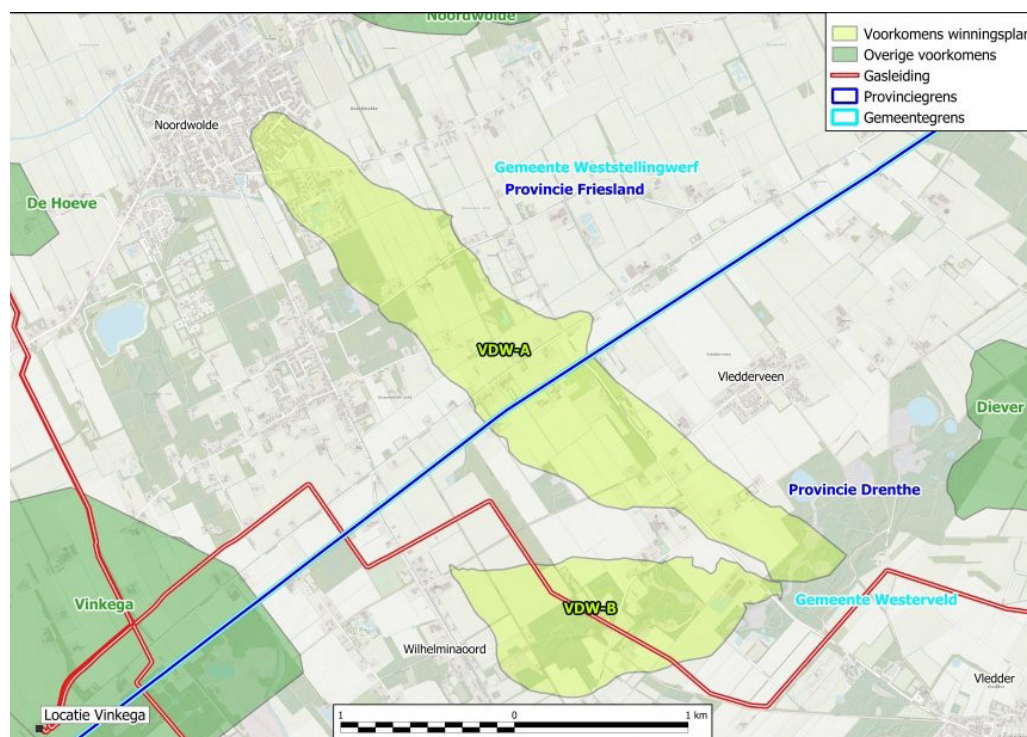 Noordwolde
Voorkomens winningsplan
Overige voorkomens
Gasleiding
Provinciegrens
Gemeentegrens
Noordwolde
Gemeente Weststellingwerf
Provincie Friesland
De Hoeve
VDW-A
Vledderveen
Diever
Provincie Drenthe
Vinkega
VDW-B
Gemeente Westerveld
Wilhelminaoord
Vledder
Locatie Vinkega
1 0 1 km